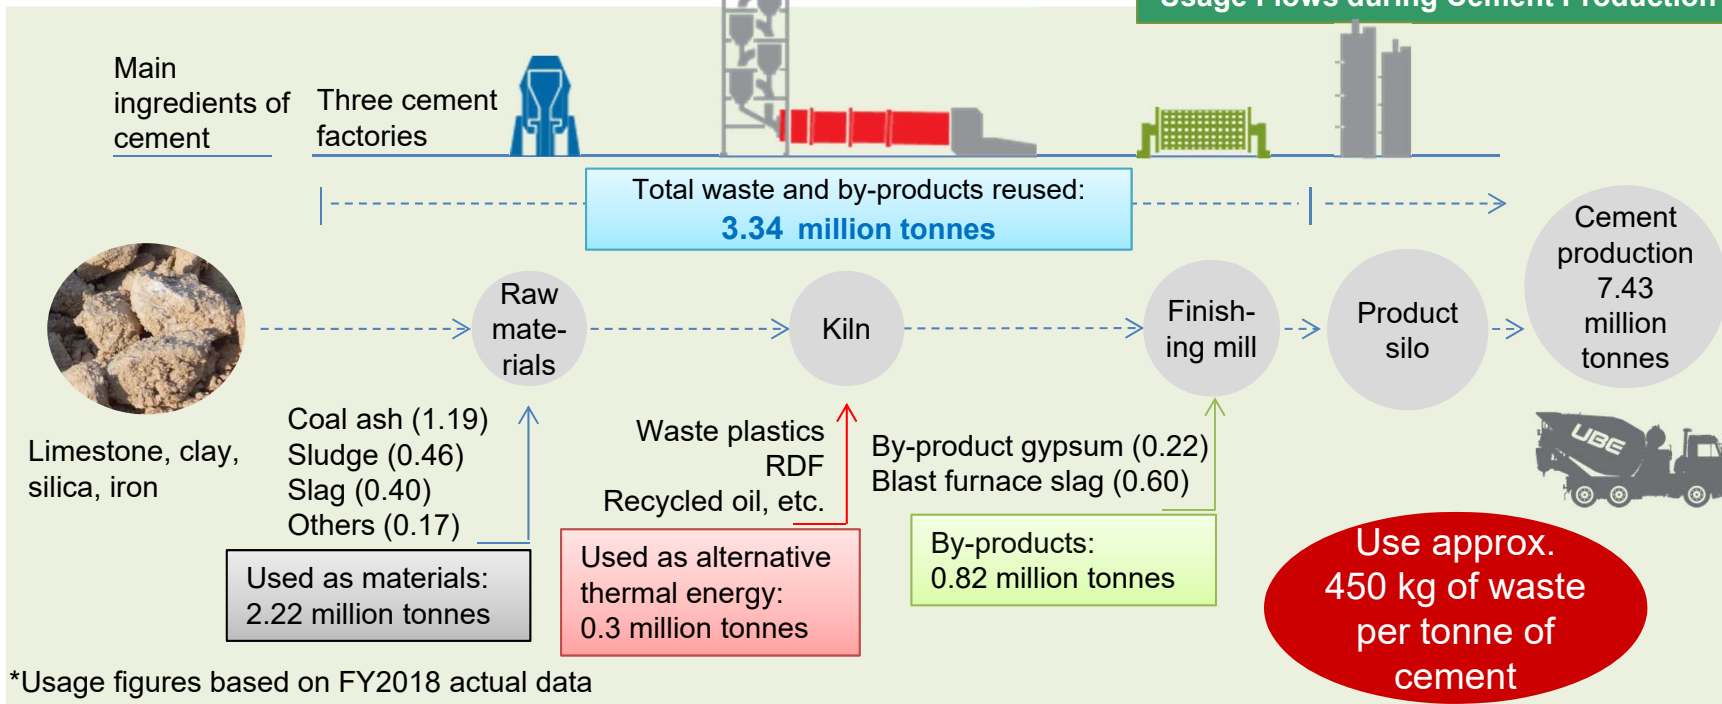 Usage Flows during Cement Production
Main
ingredients of
cement
Three cement
factories
Total waste and by-products reused:
3.34 million tonnes
Cement
production
7.43
million
tonnes
Raw
mate-
rials
Kiln
Finish-
ing mill
Product
silo
Limestone, clay,
silica, iron
Coal ash (1.19)
Sludge (0.46)
Slag (0.40)
Others (0.17)
Used as materials:
2.22 million tonnes
Waste plastics
RDF
Recycled oil, etc.
Used as alternative
thermal energy:
0.3 million tonnes
By-product gypsum (0.22)
Blast furnace slag (0.60)
By-products:
0.82 million tonnes
UBE
Use approx.
450 kg of waste
per tonne of
cement
*Usage figures based on FY2018 actual data